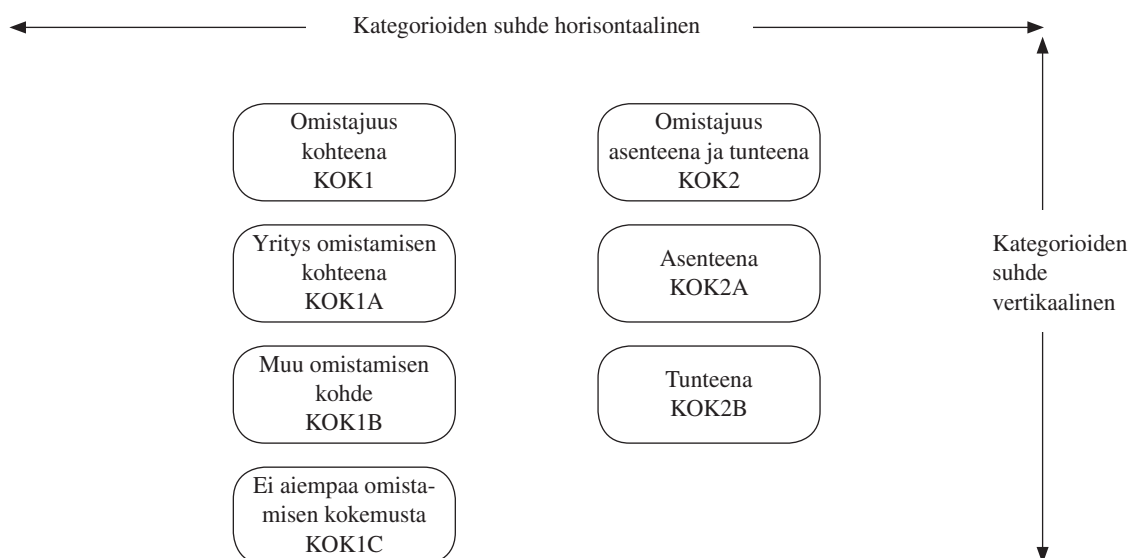 Kategorioiden suhde horisontaalinen
Omistajuus
kohteena
KOK1
Omistajuus
asenteena ja tunteena
KOK2
Yritys omistamisen
kohteena
KOK1A
Asenteena
KOK2A
Kategorioiden
suhde
vertikaalinen
Muu omistamisen
kohde
KOK1B
Tunteena
KOK2B
Ei aiempaa omista-
misen kokemusta
KOK1C